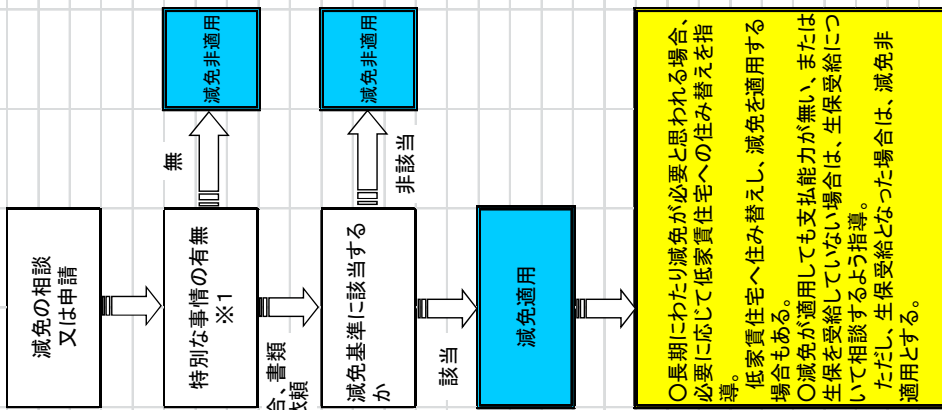 減免の相談
又は申請
特別な事情の有無
※1
無
減免非適用
合、書類
依頼
減免基準に該当する
か
非該当
減免非適用
該当
減免適用
〇長期にわたり減免が必要と思われる場合、
必要に応じて低家賃住宅への住み替えを指
導。
低家賃住宅へ住み替えし、減免を適用する
場合もある。
〇減免が適用しても支払能力が無い、または
生保を受給していない場合は、生保受給につ
いて相談するよう指導。
ただし、生保受給となった場合は、減免非
適用とする。